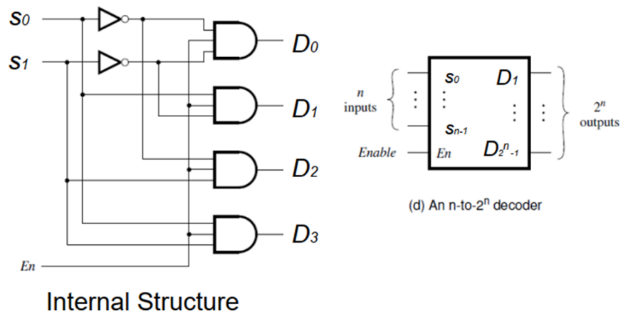 S0
S1
En
D0
D1
D2
D3
Internal Structure
n
inputs
Enable
S0
⋮ ⋮
Sn-1
En
D1
⋮ ⋮
D2ⁿ-1
2ⁿ
outputs
(d) An n-to-2ⁿ decoder